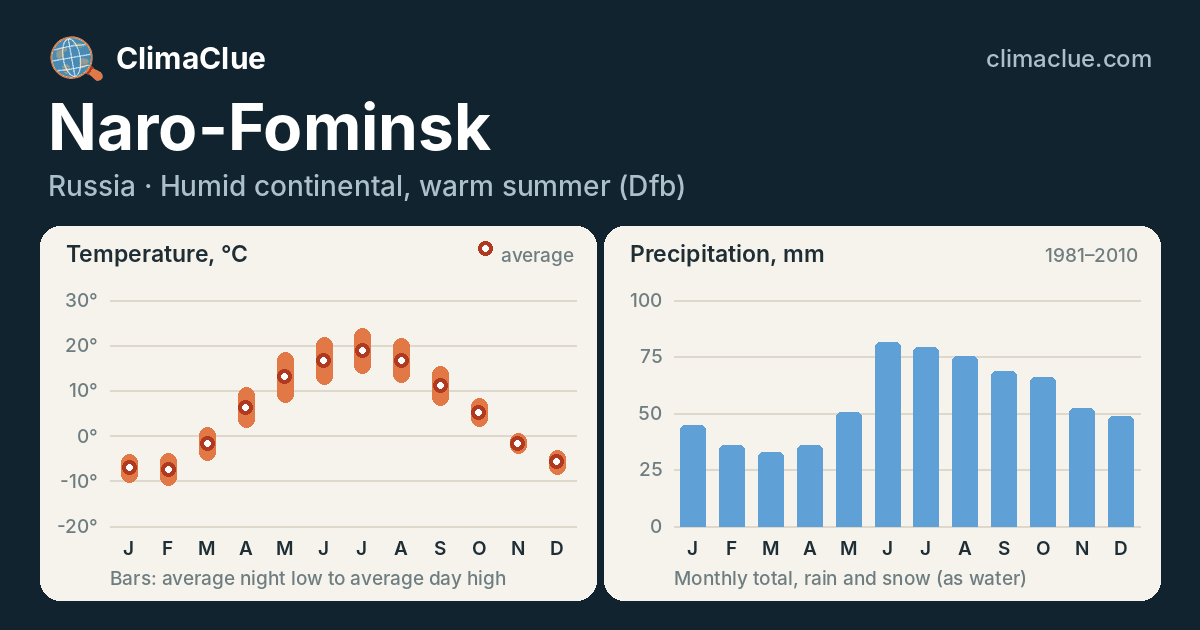 ClimaClue
climaclue.com
Naro-Fominsk
Russia · Humid continental, warm summer (Dfb)
Temperature, °C
average
30°
20°
10°
0°
-10°
-20°
J F M A M J J A S O N D
Bars: average night low to average day high
Precipitation, mm
1981–2010
100
75
50
25
0
J F M A M J J A S O N D
Monthly total, rain and snow (as water)